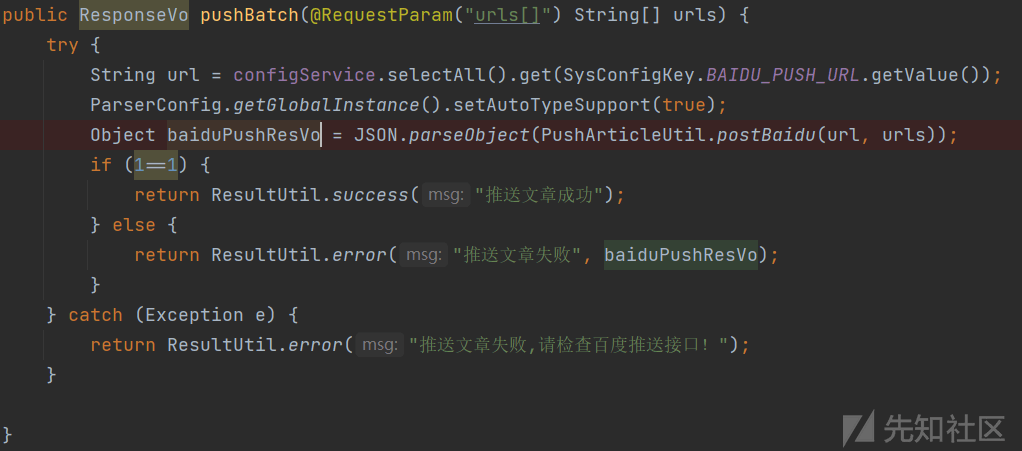 public ResponseVo pushBatch(@RequestParam("urls[]") String[] urls) {
    try {
        String url = configService.selectAll().get(SysConfigKey.BAIDU_PUSH_URL.getValue());
        ParserConfig.getGlobalInstance().setAutoTypeSupport(true);
        Object baiduPushResVo = JSON.parseObject(PushArticleUtil.postBaidu(url, urls));
        if (1==1) {
            return ResultUtil.success( msg: "推送文章成功");
        } else {
            return ResultUtil.error( msg: "推送文章失败", baiduPushResVo);
        }
    } catch (Exception e) {
        return ResultUtil.error( msg: "推送文章失败,请检查百度推送接口！");
    }
}
先知社区